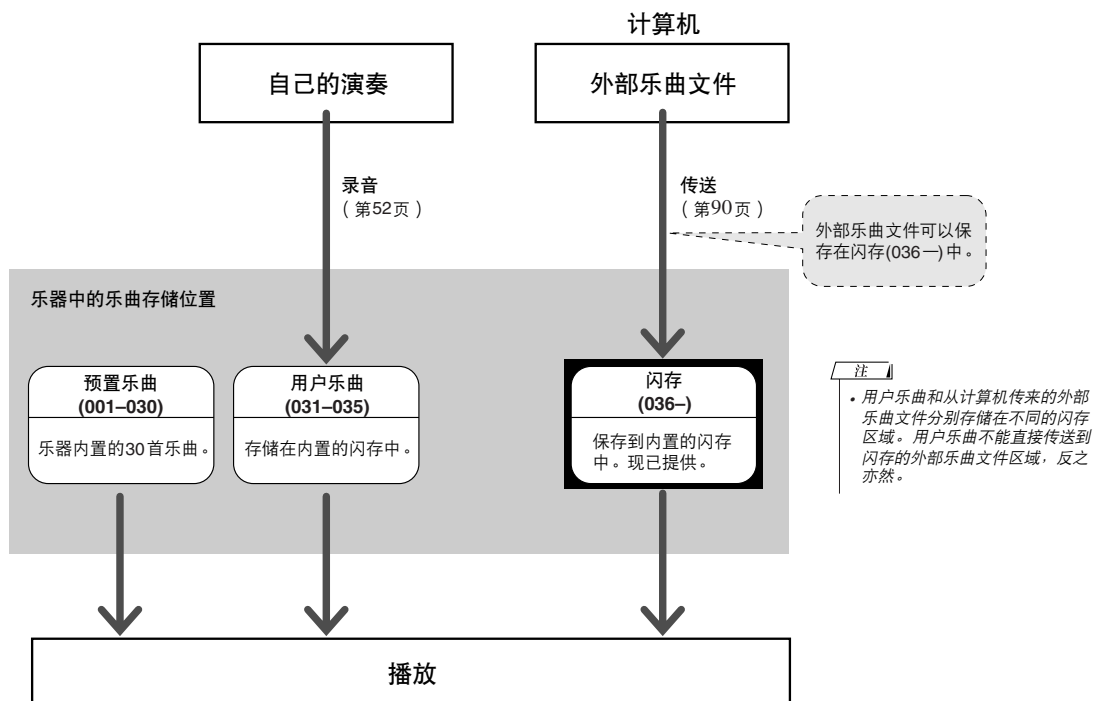 计算机
自己的演奏
外部乐曲文件
录音
（第52页）
传送
（第90页）
外部乐曲文件可以保
存在闪存(036—)中。
乐器中的乐曲存储位置
预置乐曲
(001–030)
乐器内置的30首乐曲。
用户乐曲
(031–035)
存储在内置的闪存中。
闪存
(036–)
保存到内置的闪存
中。现已提供。
注
• 用户乐曲和从计算机传来的外部
乐曲文件分别存储在不同的闪存
区域。用户乐曲不能直接传送到
闪存的外部乐曲文件区域，反之
亦然。
播放